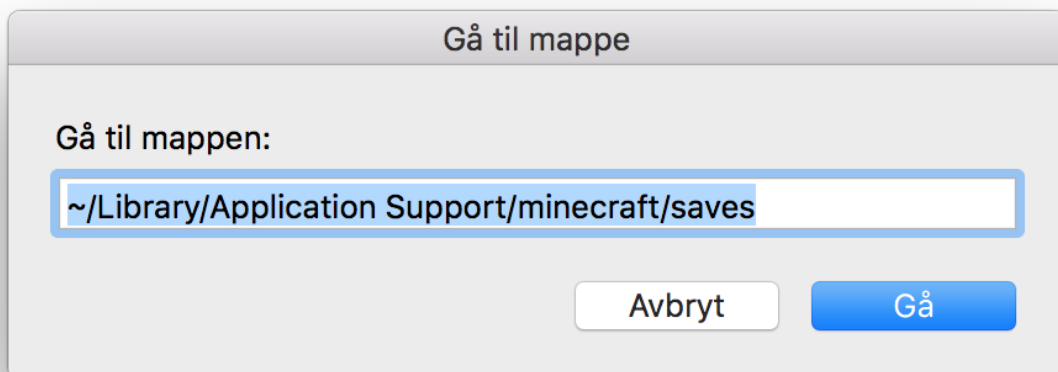 Gå til mappe
Gå til mappen:
~/Library/Application Support/minecraft/saves
Avbryt Gå